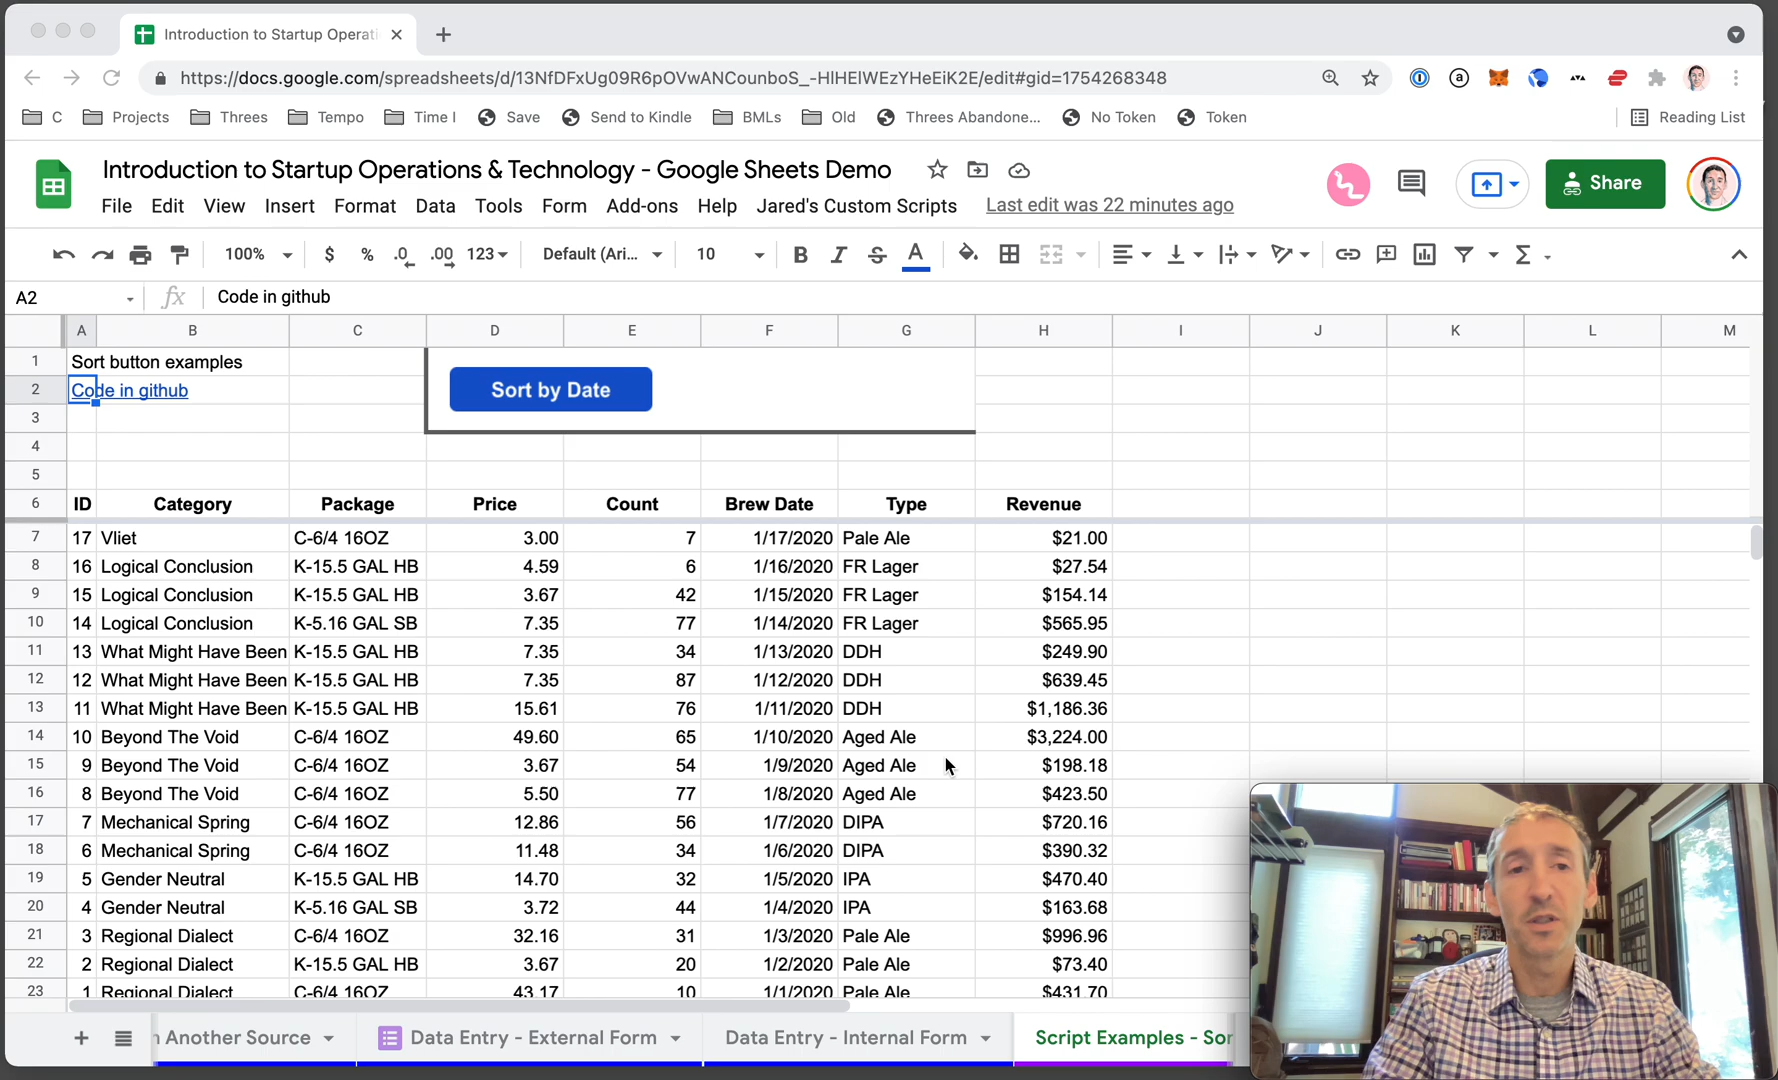 Introduction to Startup Operati
https://docs.google.com/spreadsheets/d/13NfDFxUg09R6pOVwANCounboS_-HlHElWEzYHeEiK2E/edit#gid=1754268348
C Projects Threes Tempo Time I Save Send to Kindle BMLs Old Threes Abandone... No Token Token Reading List
Introduction to Startup Operations & Technology - Google Sheets Demo
File Edit View Insert Format Data Tools Form Add-ons Help Jared's Custom Scripts Last edit was 22 minutes ago
Share
100% $ % .0 .00 123 Default (Ari... 10 B I S A Σ
A2 fx Code in github
A B C D E F G H I J K L M
1 Sort button examples
2 Code in github
Sort by Date
3
4
5
6 ID Category Package Price Count Brew Date Type Revenue
7 17 Vliet C-6/4 16OZ 3.00 7 1/17/2020 Pale Ale $21.00
8 16 Logical Conclusion K-15.5 GAL HB 4.59 6 1/16/2020 FR Lager $27.54
9 15 Logical Conclusion K-15.5 GAL HB 3.67 42 1/15/2020 FR Lager $154.14
10 14 Logical Conclusion K-5.16 GAL SB 7.35 77 1/14/2020 FR Lager $565.95
11 13 What Might Have Been K-15.5 GAL HB 7.35 34 1/13/2020 DDH $249.90
12 12 What Might Have Been K-15.5 GAL HB 7.35 87 1/12/2020 DDH $639.45
13 11 What Might Have Been K-15.5 GAL HB 15.61 76 1/11/2020 DDH $1,186.36
14 10 Beyond The Void C-6/4 16OZ 49.60 65 1/10/2020 Aged Ale $3,224.00
15 9 Beyond The Void C-6/4 16OZ 3.67 54 1/9/2020 Aged Ale $198.18
16 8 Beyond The Void C-6/4 16OZ 5.50 77 1/8/2020 Aged Ale $423.50
17 7 Mechanical Spring C-6/4 16OZ 12.86 56 1/7/2020 DIPA $720.16
18 6 Mechanical Spring C-6/4 16OZ 11.48 34 1/6/2020 DIPA $390.32
19 5 Gender Neutral K-15.5 GAL HB 14.70 32 1/5/2020 IPA $470.40
20 4 Gender Neutral K-5.16 GAL SB 3.72 44 1/4/2020 IPA $163.68
21 3 Regional Dialect C-6/4 16OZ 32.16 31 1/3/2020 Pale Ale $996.96
22 2 Regional Dialect K-15.5 GAL HB 3.67 20 1/2/2020 Pale Ale $73.40
23 1 Regional Dialect C-6/4 16OZ 43.17 10 1/1/2020 Pale Ale $431.70
n Another Source Data Entry - External Form Data Entry - Internal Form Script Examples - Sor